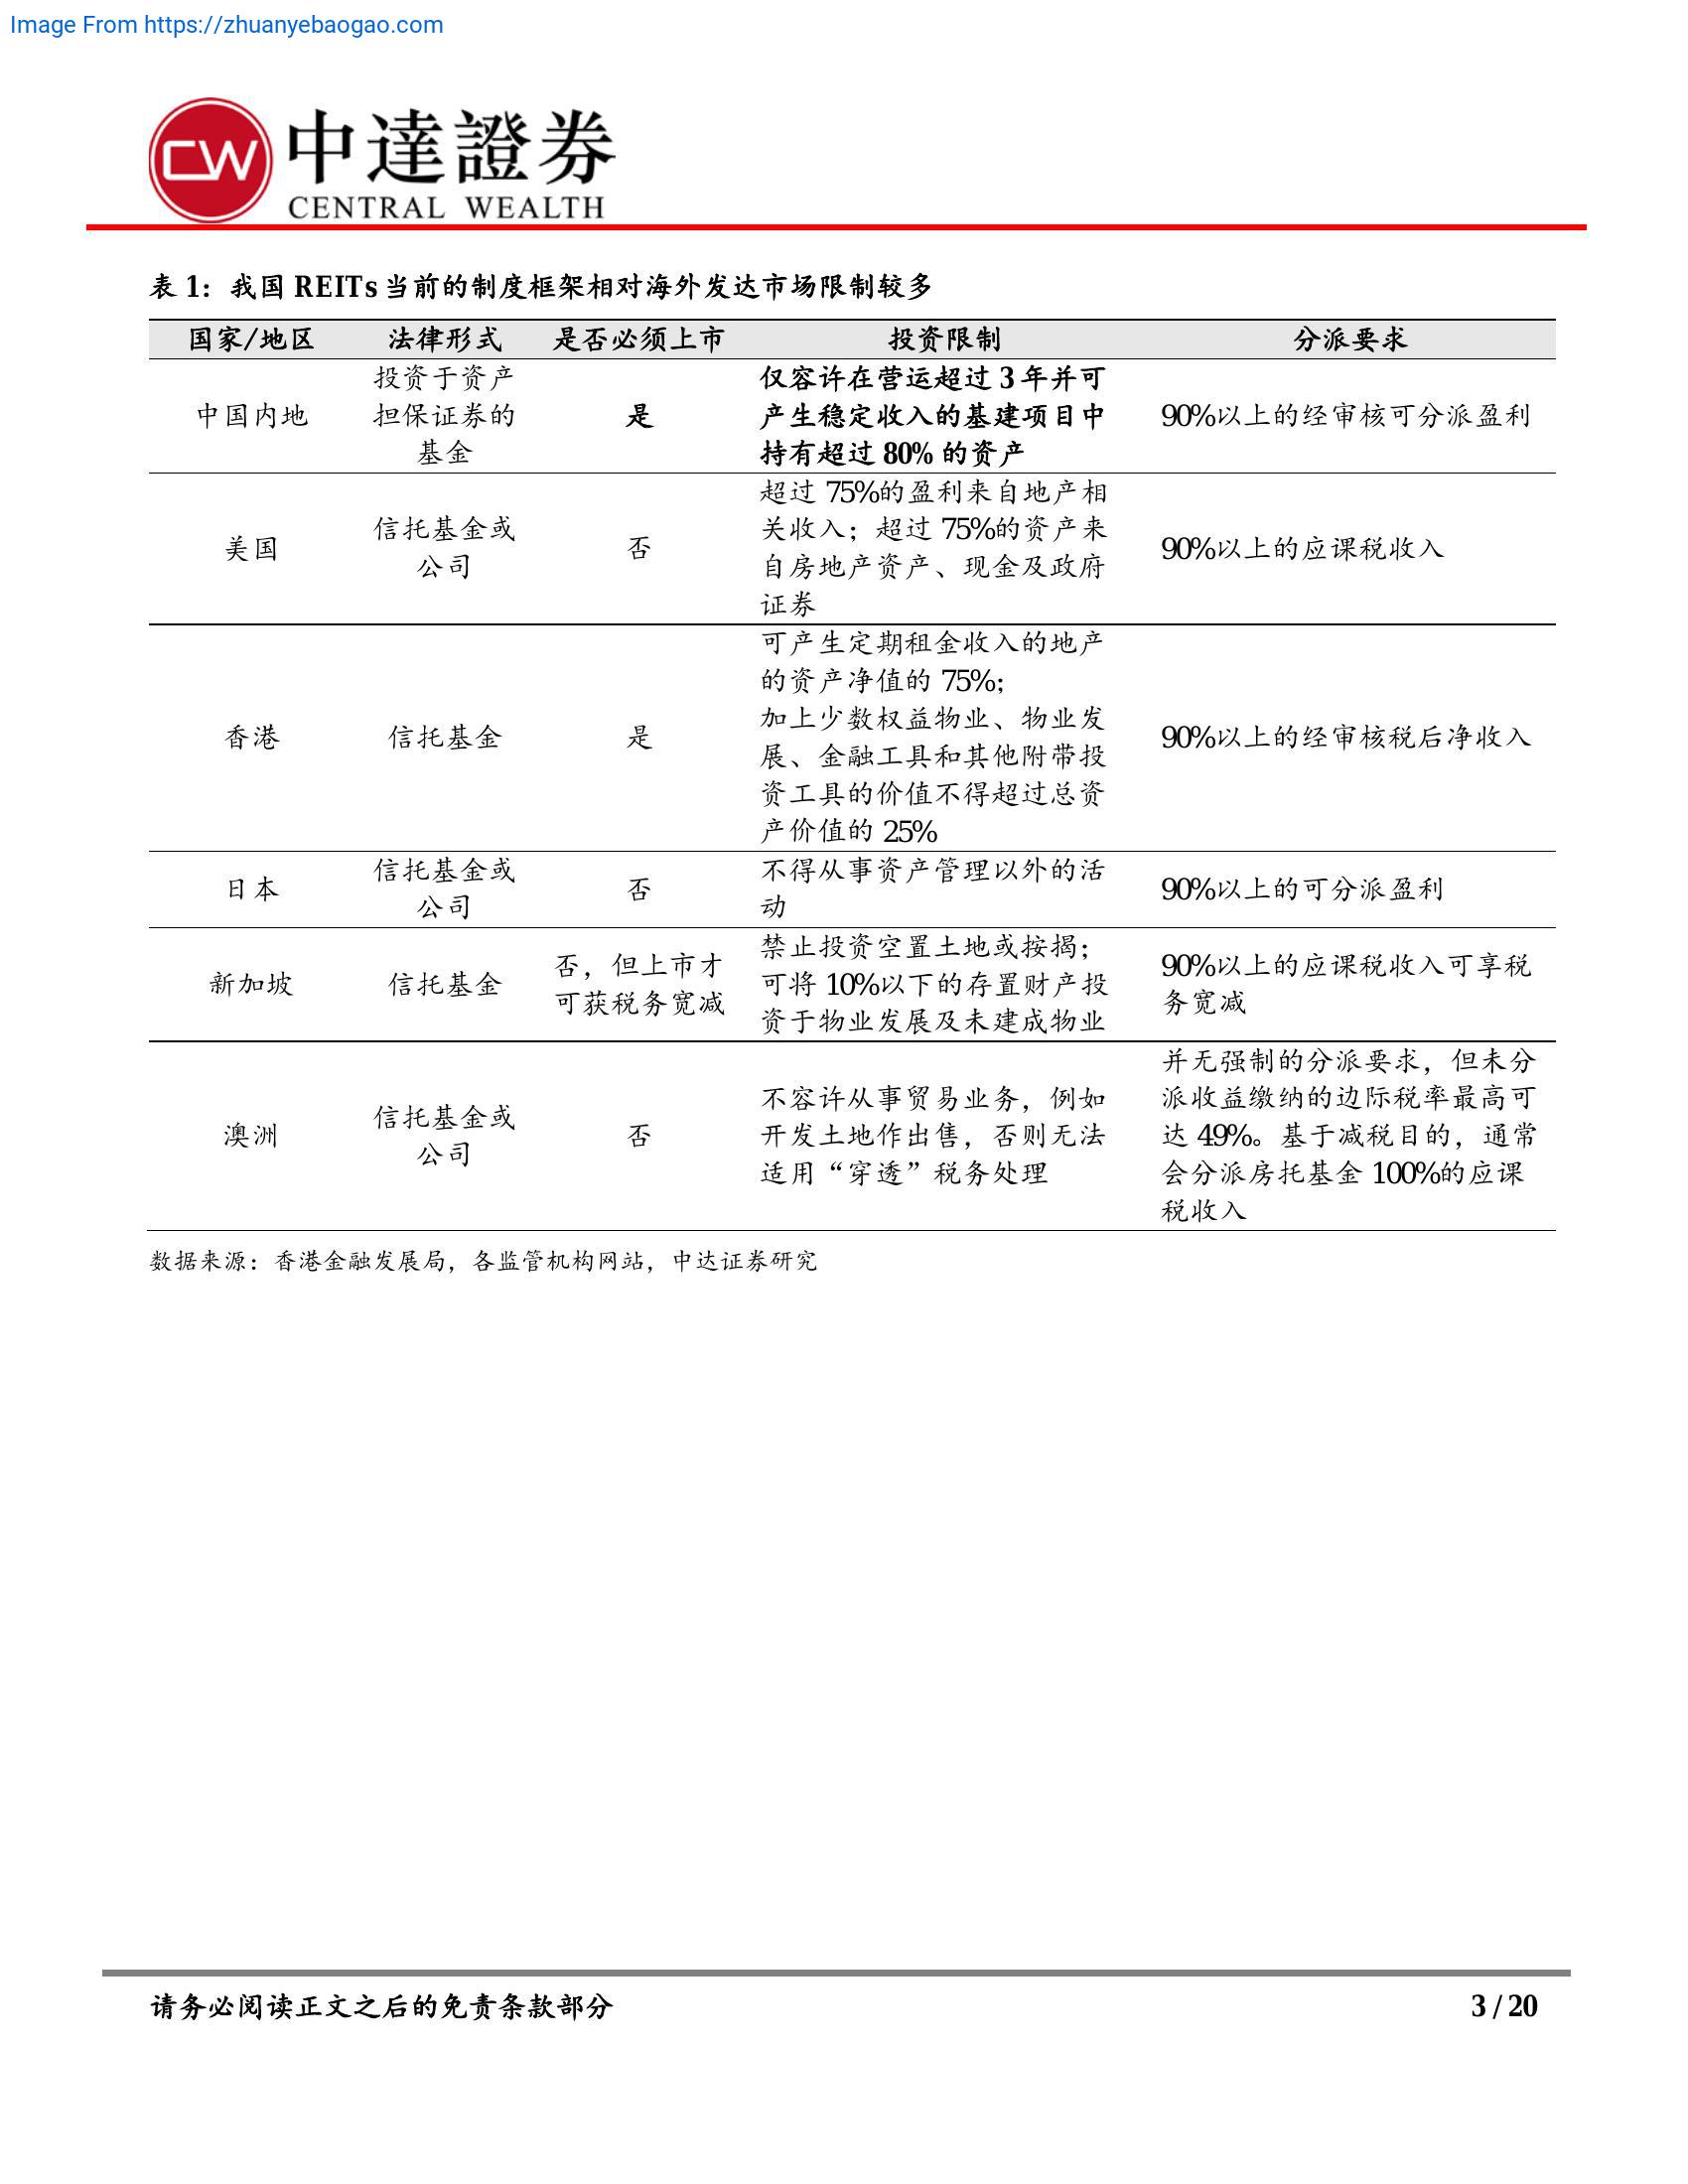 Image From https://zhuanyebaogao.com
CW
中達證券
CENTRAL WEALTH
表 1：我国 REITs 当前的制度框架相对海外发达市场限制较多
国家/地区 法律形式 是否必须上市 投资限制 分派要求
中国内地
投资于资产
担保证券的
基金
是
仅容许在营运超过 3 年并可
产生稳定收入的基建项目中
持有超过 80% 的资产
90%以上的经审核可分派盈利
美国
信托基金或
公司
否
超过 75%的盈利来自地产相
关收入；超过 75%的资产来
自房地产资产、现金及政府
证券
90%以上的应课税收入
香港
信托基金
是
可产生定期租金收入的地产
的资产净值的 75%；
加上少数权益物业、物业发
展、金融工具和其他附带投
资工具的价值不得超过总资
产价值的 25%
90%以上的经审核税后净收入
日本
信托基金或
公司
否
不得从事资产管理以外的活
动
90%以上的可分派盈利
新加坡
信托基金
否，但上市才
可获税务宽减
禁止投资空置土地或按揭；
可将 10%以下的存置财产投
资于物业发展及未建成物业
90%以上的应课税收入可享税
务宽减
澳洲
信托基金或
公司
否
不容许从事贸易业务，例如
开发土地作出售，否则无法
适用“穿透”税务处理
并无强制的分派要求，但未分
派收益缴纳的边际税率最高可
达 49%。基于减税目的，通常
会分派房托基金 100%的应课
税收入
数据来源：香港金融发展局，各监管机构网站，中达证券研究
请务必阅读正文之后的免责条款部分
3 / 20